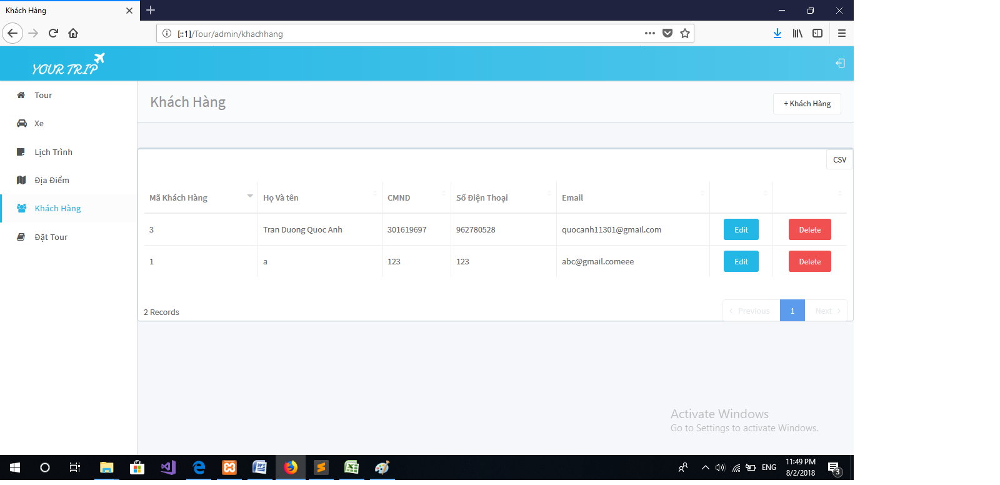 Khách Hàng
[::1]/Tour/admin/khachhang
YOUR TRIP
Tour
Xe
Lịch Trình
Địa Điểm
Khách Hàng
Đặt Tour
Khách Hàng
+ Khách Hàng
CSV
Mã Khách Hàng Họ Và tên CMND Số Điện Thoại Email
3 Tran Duong Quoc Anh 301619697 962780528 quocanh11301@gmail.com Edit Delete
1 a 123 123 abc@gmail.comeee Edit Delete
2 Records
Previous 1 Next
Activate Windows
Go to Settings to activate Windows.
ENG
11:49 PM
8/2/2018
3